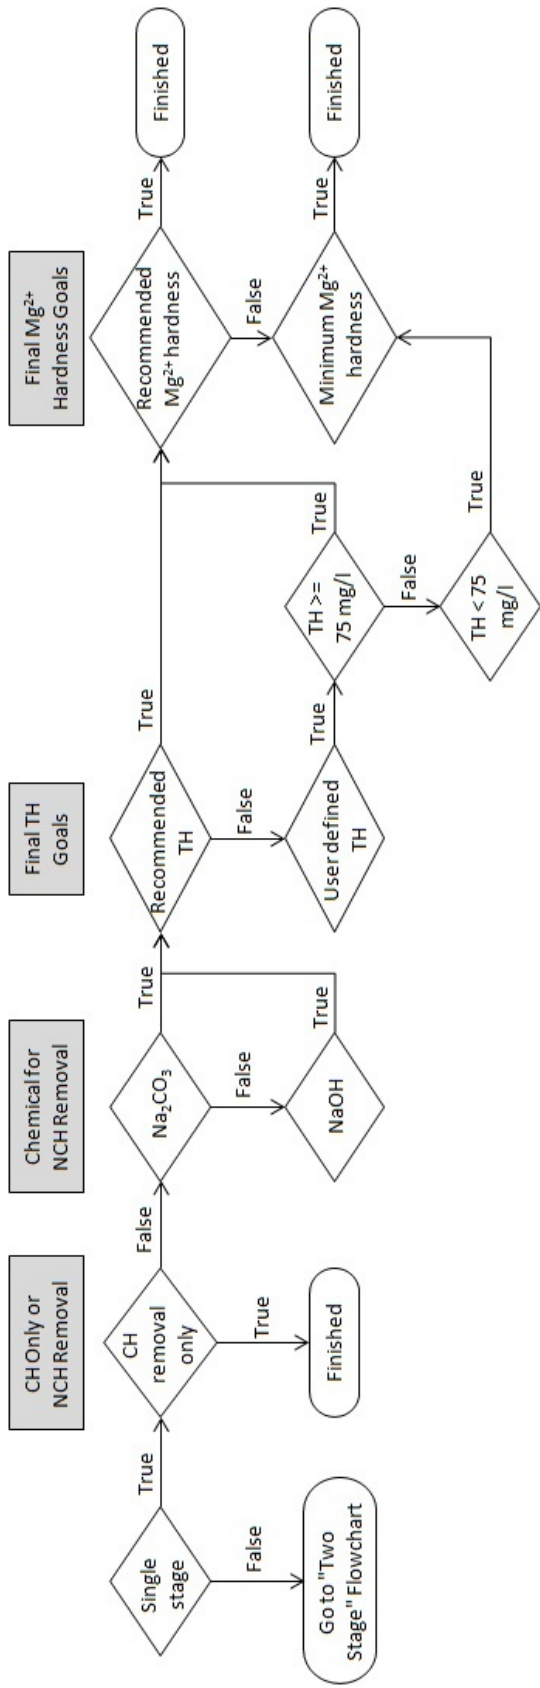 CH Only or
NCH Removal
Chemical for
NCH Removal
Final TH
Goals
Final Mg²⁺
Hardness Goals
Single
stage
True
False
Go to "Two
Stage" Flowchart
CH
removal
only
False
True
Finished
Na₂CO₃
True
False
NaOH
True
Recommended
TH
True
False
User defined
TH
True
TH >=
75 mg/l
True
False
TH < 75
mg/l
True
Recommended
Mg²⁺ hardness
True
Finished
False
Minimum Mg²⁺
hardness
True
Finished